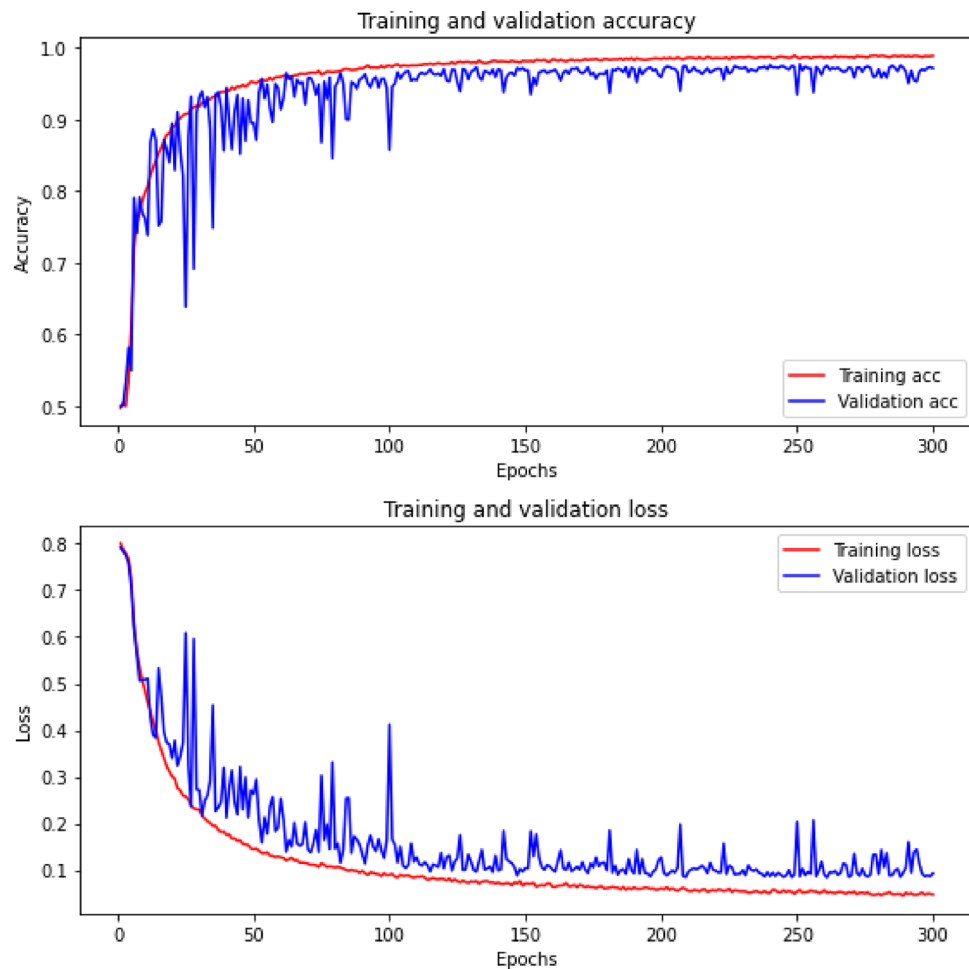 Training and validation accuracy
1.0
0.9
0.8
0.7
0.6
0.5
Accuracy
Training acc
Validation acc
0 50 100 150 200 250 300
Epochs
Training and validation loss
0.8
0.7
0.6
0.5
0.4
0.3
0.2
0.1
Loss
Training loss
Validation loss
0 50 100 150 200 250 300
Epochs